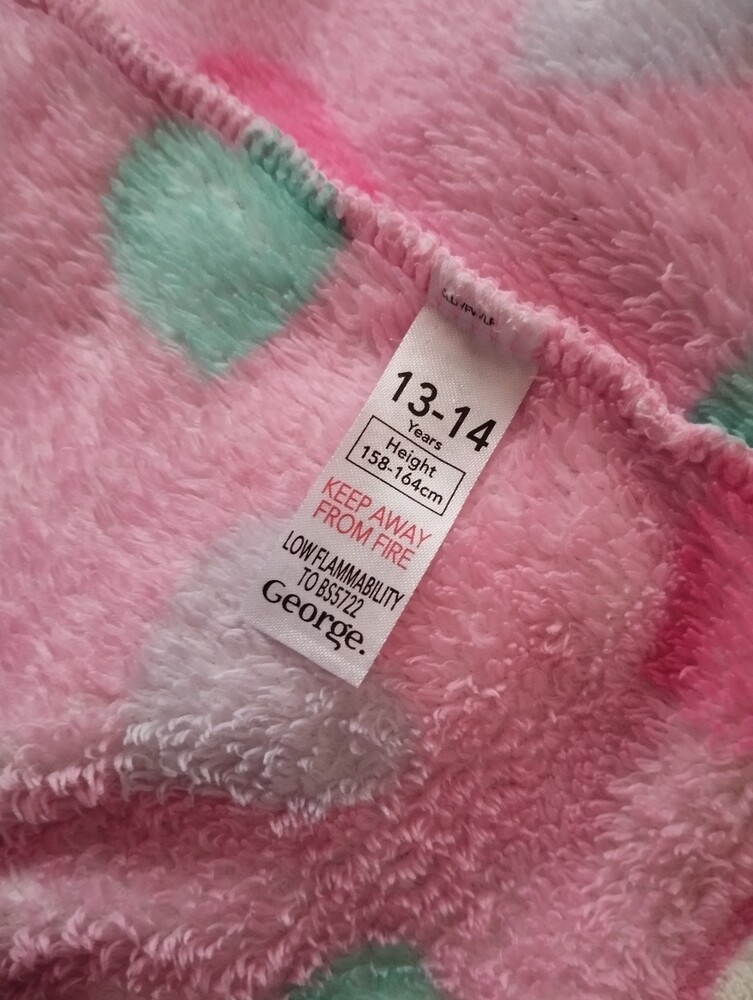 13-14
Years
Height
158-164cm
KEEP AWAY
FROM FIRE
LOW FLAMMABILITY
TO BS5722
George.